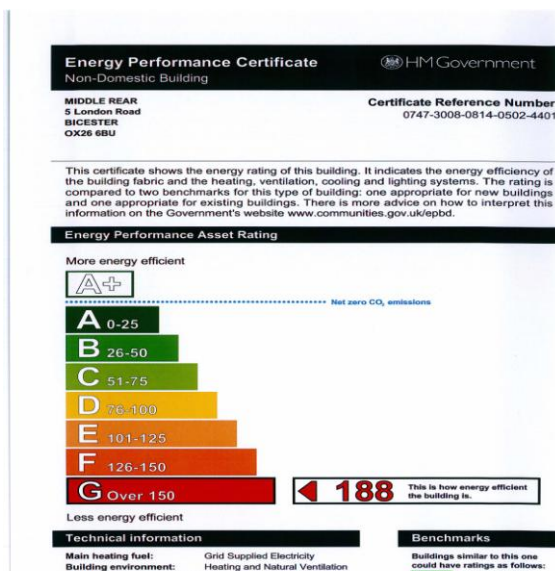 Energy Performance Certificate
HM Government
Non-Domestic Building
MIDDLE REAR
5 London Road
BICESTER
OX26 6BU
Certificate Reference Number
0747-3008-0814-0502-4401
This certificate shows the energy rating of this building. It indicates the energy efficiency of
the building fabric and the heating, ventilation, cooling and lighting systems. The rating is
compared to two benchmarks for this type of building: one appropriate for new buildings
and one appropriate for existing buildings. There is more advice on how to interpret this
information on the Government's website www.communities.gov.uk/epbd.
Energy Performance Asset Rating
More energy efficient
A+
Net zero CO₂ emissions
A 0-25
B 26-50
C 51-75
D 76-100
E 101-125
F 126-150
G Over 150
188
This is how energy efficient
the building is.
Less energy efficient
Technical information
Main heating fuel: Grid Supplied Electricity
Building environment: Heating and Natural Ventilation
Benchmarks
Buildings similar to this one
could have ratings as follows: